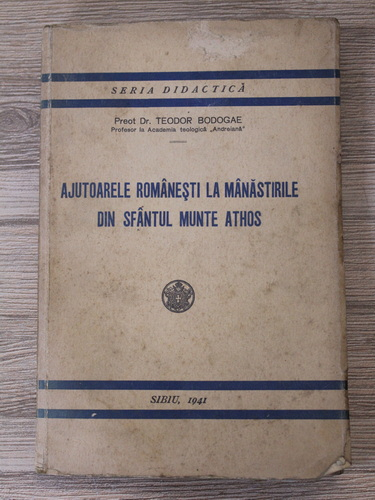 SERIA DIDACTICĂ
Preot Dr. TEODOR BODOGAE
Profesor la Academia teologică „Andreiană"
AJUTOARELE ROMÂNEŞTI LA MÂNĂSTIRILE
DIN SFÂNTUL MUNTE ATHOS
SIBIU, 1941